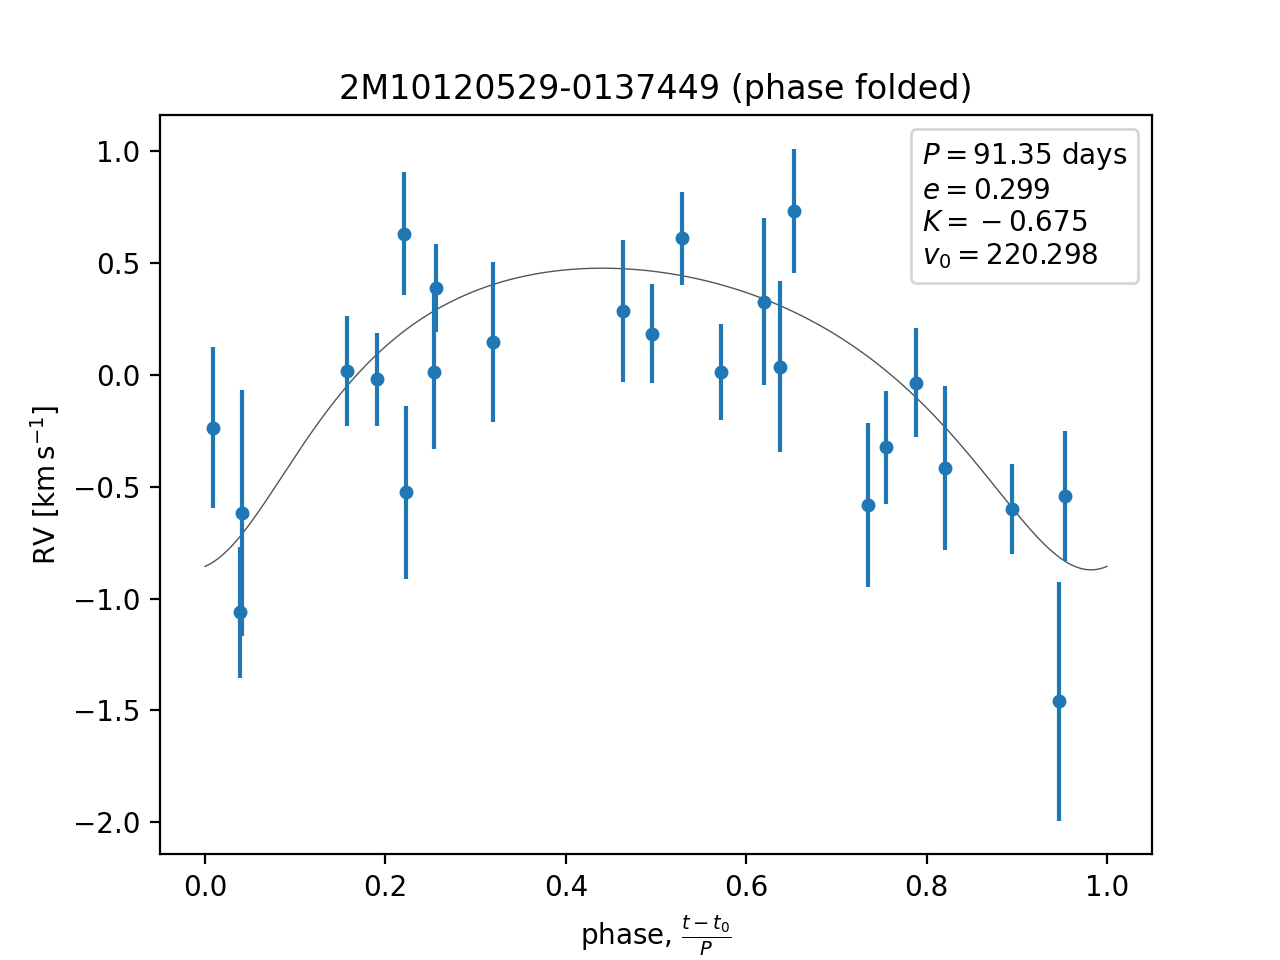 2M10120529-0137449 (phase folded)
P = 91.35 days
e = 0.299
K = −0.675
v₀ = 220.298
1.0
0.5
0.0
−0.5
−1.0
−1.5
−2.0
RV [km s⁻¹]
0.0 0.2 0.4 0.6 0.8 1.0
phase, (t − t₀)/P